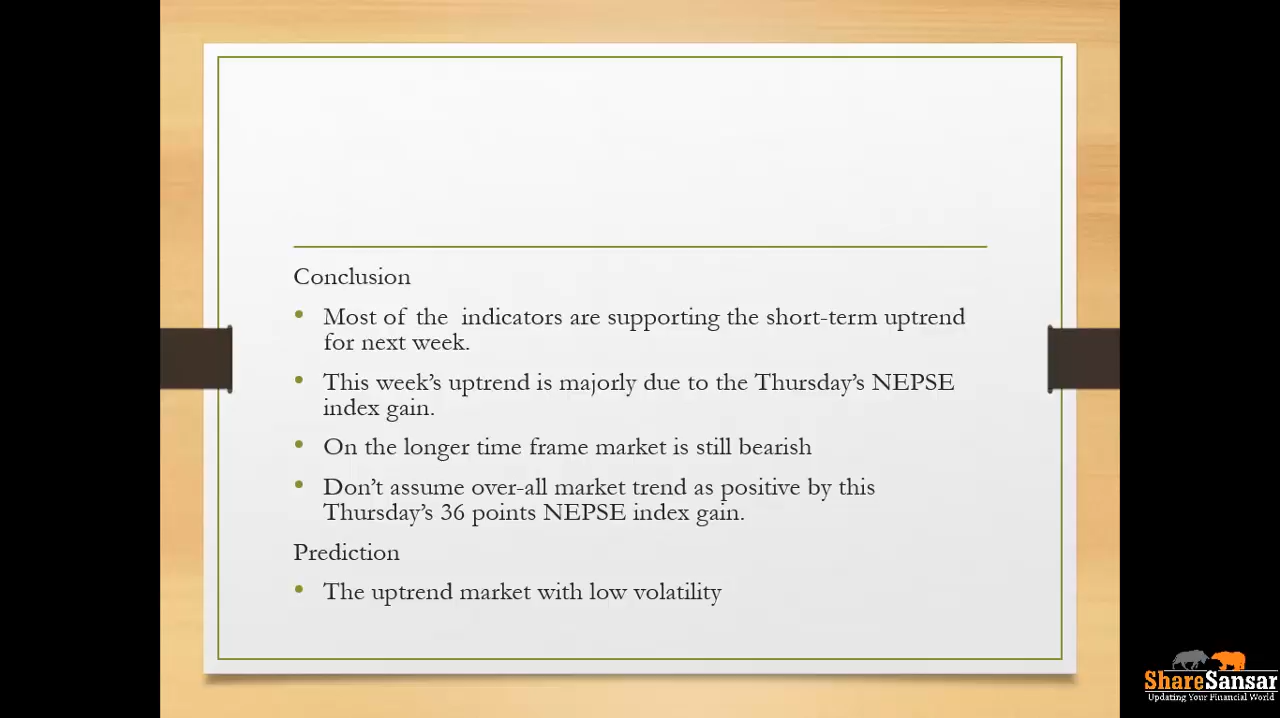 Conclusion
Most of the indicators are supporting the short-term uptrend
for next week.
This week’s uptrend is majorly due to the Thursday’s NEPSE
index gain.
On the longer time frame market is still bearish
Don’t assume over-all market trend as positive by this
Thursday’s 36 points NEPSE index gain.
Prediction
The uptrend market with low volatility
ShareSansar
Updating Your Financial World